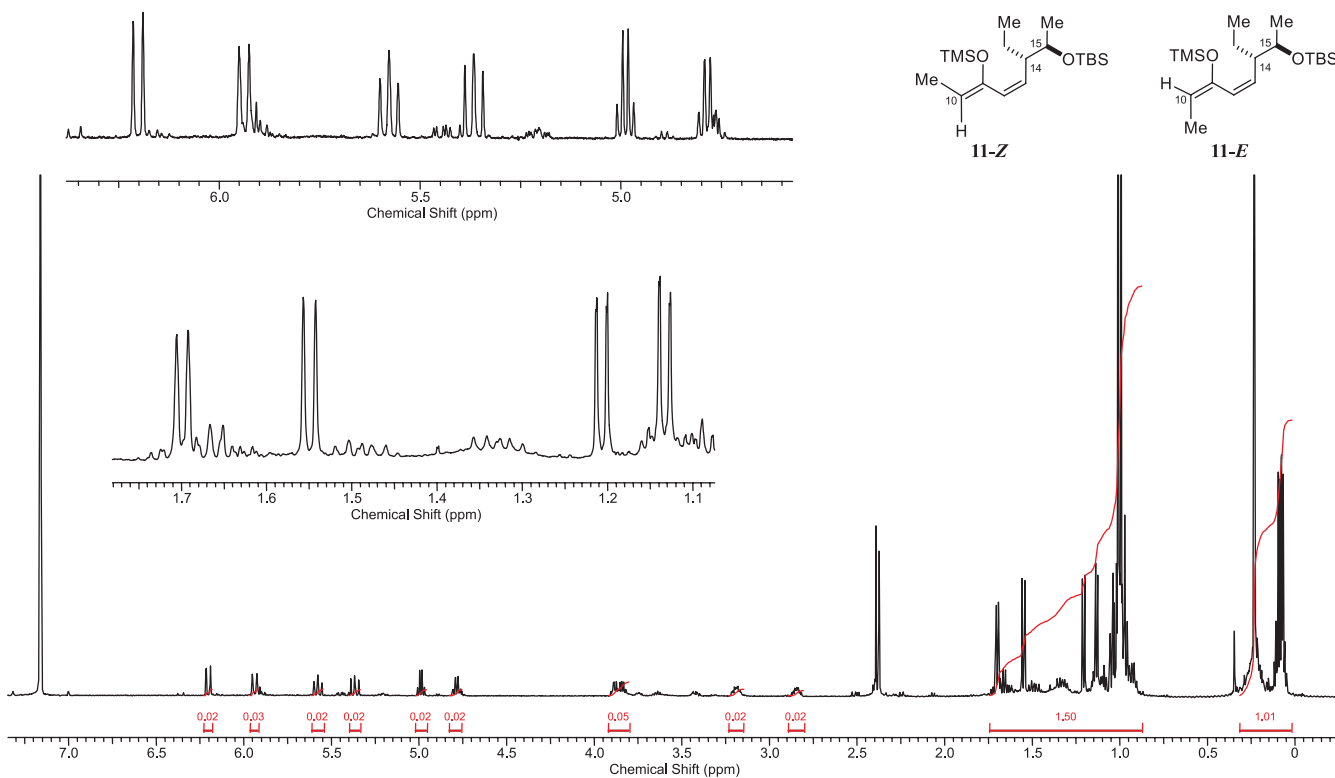 6.0 5.5 5.0
Chemical Shift (ppm)
Me Me
TMSO 15
OTBS
Me 14
10
H
11-Z
Me Me
TMSO 15
OTBS
14
10
H
Me
11-E
1.7 1.6 1.5 1.4 1.3 1.2 1.1
Chemical Shift (ppm)
0.02 0.03 0.02 0.02 0.02 0.02 0.05 0.02 0.02 1,50 1,01
7.0 6.5 6.0 5.5 5.0 4.5 4.0 3.5 3.0 2.5 2.0 1.5 1.0 0.5 0
Chemical Shift (ppm)